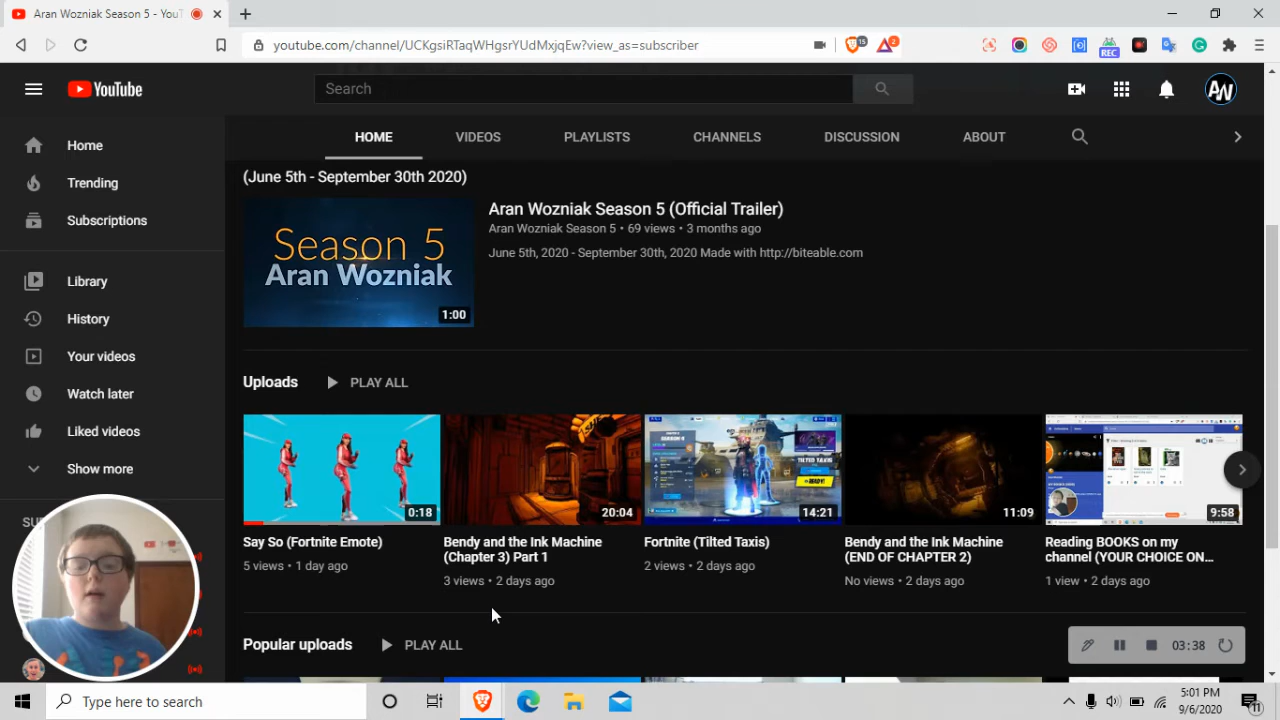 Aran Wozniak Season 5 - YouT
youtube.com/channel/UCKgsiRTaqWHgsrYUdMxjqEw?view_as=subscriber
15
2
REC
YouTube
Search
AW
Home
Trending
Subscriptions
Library
History
Your videos
Watch later
Liked videos
Show more
HOME VIDEOS PLAYLISTS CHANNELS DISCUSSION ABOUT
(June 5th - September 30th 2020)
Season 5
Aran Wozniak
1:00
Aran Wozniak Season 5 (Official Trailer)
Aran Wozniak Season 5 • 69 views • 3 months ago
June 5th, 2020 - September 30th, 2020 Made with http://biteable.com
Uploads PLAY ALL
0:18
Say So (Fortnite Emote)
5 views • 1 day ago
20:04
Bendy and the Ink Machine
(Chapter 3) Part 1
3 views • 2 days ago
TILTED TAXIS
READY!
14:21
Fortnite (Tilted Taxis)
2 views • 2 days ago
11:09
Bendy and the Ink Machine
(END OF CHAPTER 2)
No views • 2 days ago
9:58
Reading BOOKS on my
channel (YOUR CHOICE ON...
1 view • 2 days ago
Popular uploads PLAY ALL
03:38
Type here to search
5:01 PM
9/6/2020
11